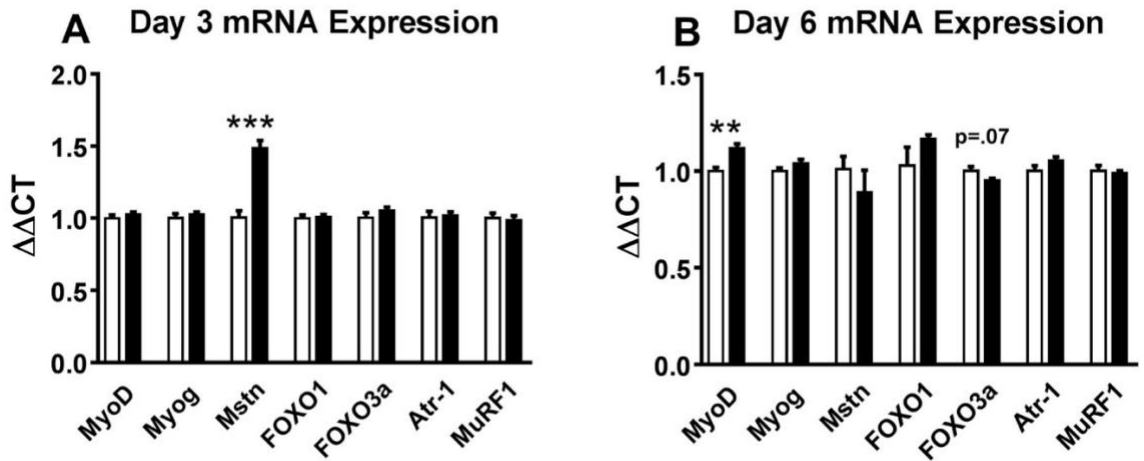 A Day 3 mRNA Expression
ΔΔCT
2.0
1.5
1.0
0.5
0.0
***
MyoD
Myog
Mstn
FOXO1
FOXO3a
Atr-1
MuRF1
B Day 6 mRNA Expression
ΔΔCT
1.5
1.0
0.5
0.0
**
p=.07
MyoD
Myog
Mstn
FOXO1
FOXO3a
Atr-1
MuRF1